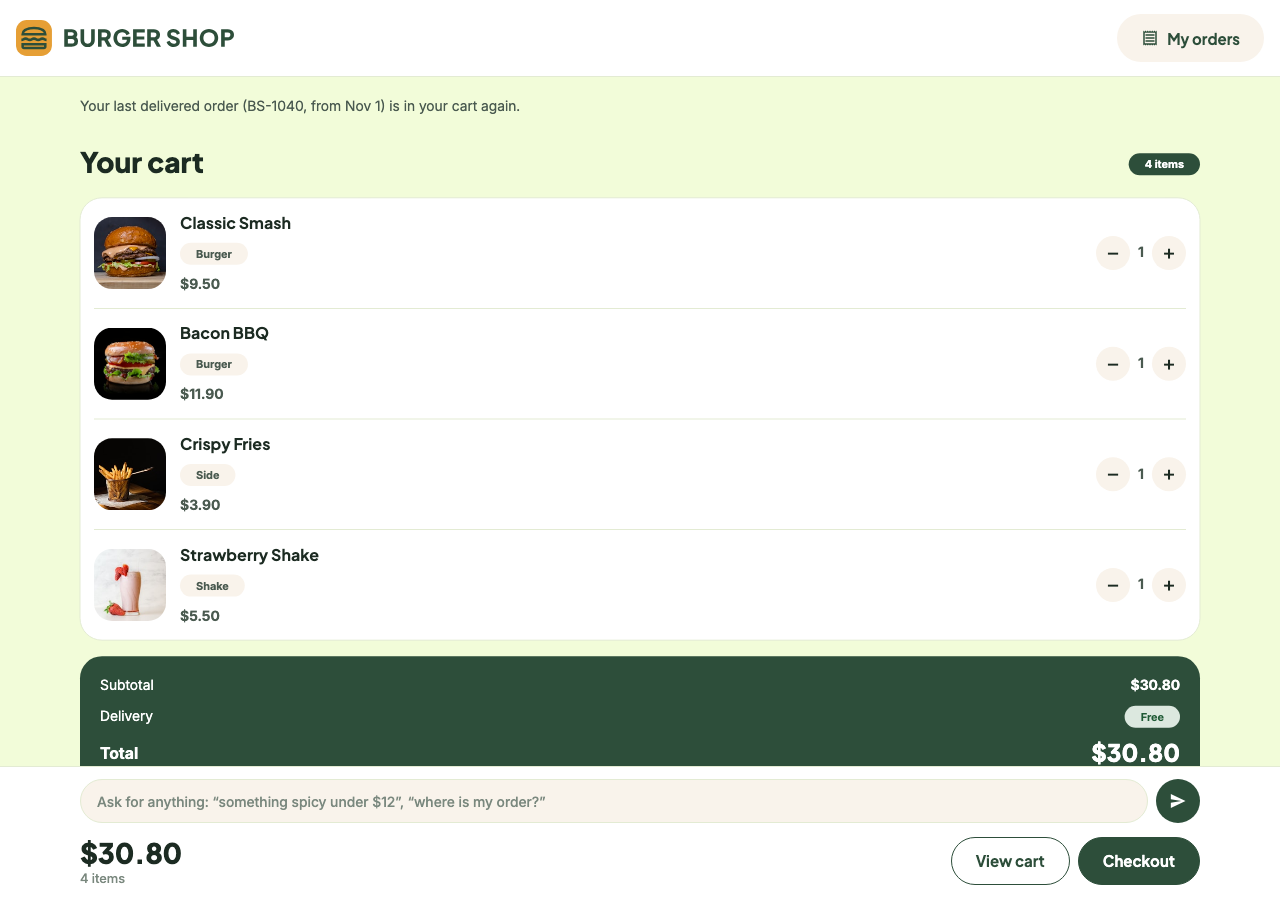 BURGER SHOP
My orders
Your last delivered order (BS-1040, from Nov 1) is in your cart again.
Your cart
4 items
Classic Smash
Burger
$9.50
− 1 +
Bacon BBQ
Burger
$11.90
− 1 +
Crispy Fries
Side
$3.90
− 1 +
Strawberry Shake
Shake
$5.50
− 1 +
Subtotal $30.80
Delivery Free
Total $30.80
Ask for anything: “something spicy under $12”, “where is my order?”
$30.80
4 items
View cart
Checkout